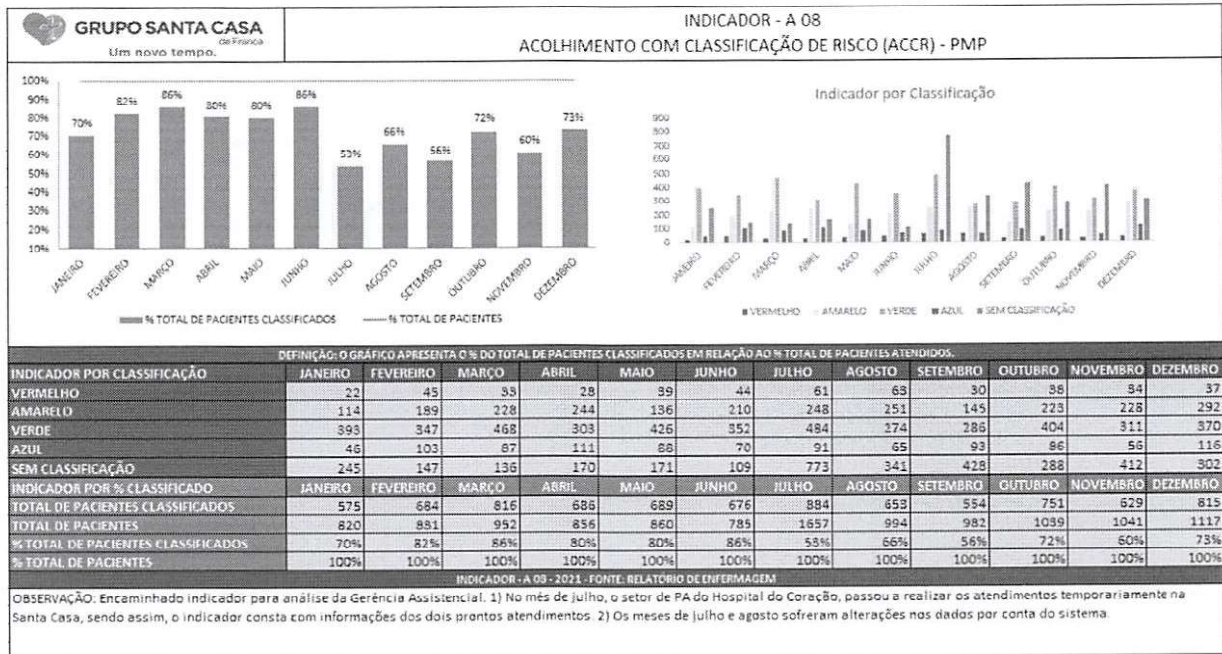 GRUPO SANTA CASA
de Franca
Um novo tempo.
INDICADOR - A 08
ACOLHIMENTO COM CLASSIFICAÇÃO DE RISCO (ACCR) - PMP
100%
90%
80%
70%
60%
50%
40%
30%
20%
10%
70%
82%
86%
80%
80%
86%
53%
66%
56%
72%
60%
73%
JANEIRO
FEVEREIRO
MARÇO
ABRIL
MAIO
JUNHO
JULHO
AGOSTO
SETEMBRO
OUTUBRO
NOVEMBRO
DEZEMBRO
% TOTAL DE PACIENTES CLASSIFICADOS % TOTAL DE PACIENTES
Indicador por Classificação
900
800
700
600
500
400
300
200
100
0
JANEIRO
FEVEREIRO
MARÇO
ABRIL
MAIO
JUNHO
JULHO
AGOSTO
SETEMBRO
OUTUBRO
NOVEMBRO
DEZEMBRO
VERMELHO AMARELO VERDE AZUL SEM CLASSIFICAÇÃO
DEFINIÇÃO: O GRÁFICO APRESENTA O % DO TOTAL DE PACIENTES CLASSIFICADOS EM RELAÇÃO AO % TOTAL DE PACIENTES ATENDIDOS.
INDICADOR POR CLASSIFICAÇÃO JANEIRO FEVEREIRO MARÇO ABRIL MAIO JUNHO JULHO AGOSTO SETEMBRO OUTUBRO NOVEMBRO DEZEMBRO
VERMELHO 22 45 33 28 39 44 61 63 30 38 34 37
AMARELO 114 189 228 244 136 210 248 251 145 223 228 292
VERDE 393 347 468 303 426 352 484 274 286 404 311 370
AZUL 46 103 87 111 88 70 91 65 93 86 56 116
SEM CLASSIFICAÇÃO 245 147 136 170 171 109 773 341 428 288 412 302
INDICADOR POR % CLASSIFICADO JANEIRO FEVEREIRO MARÇO ABRIL MAIO JUNHO JULHO AGOSTO SETEMBRO OUTUBRO NOVEMBRO DEZEMBRO
TOTAL DE PACIENTES CLASSIFICADOS 575 684 816 686 689 676 884 653 554 751 629 815
TOTAL DE PACIENTES 820 831 952 856 860 785 1657 994 982 1039 1041 1117
% TOTAL DE PACIENTES CLASSIFICADOS 70% 82% 86% 80% 80% 86% 53% 66% 56% 72% 60% 73%
% TOTAL DE PACIENTES 100% 100% 100% 100% 100% 100% 100% 100% 100% 100% 100% 100%
INDICADOR - A 08 - 2021 - FONTE: RELATÓRIO DE ENFERMAGEM
OBSERVAÇÃO: Encaminhado indicador para análise da Gerência Assistencial. 1) No mês de julho, o setor de PA do Hospital do Coração, passou a realizar os atendimentos temporariamente na
Santa Casa, sendo assim, o indicador consta com informações dos dois prontos atendimentos. 2) Os meses de julho e agosto sofreram alterações nos dados por conta do sistema.